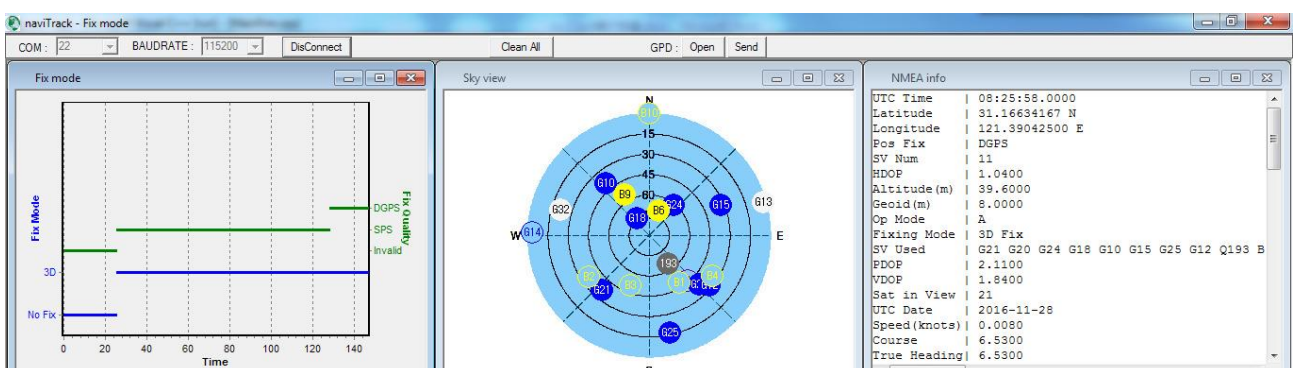 naviTrack - Fix mode
COM : 22 BAUDRATE : 115200 DisConnect Clean All GPD : Open Send
Fix mode
Fix Mode
3D
No Fix
DGPS
SPS
Invalid
Fix Quality
0 20 40 60 80 100 120 140
Time
Sky view
N
B10
15
30
G10
45
B9
60
G32
B6
G24
G15
G13
G18
W
G14
E
193
B2
G21
B3
B1
B4
G25
NMEA info
UTC Time | 08:25:58.0000
Latitude | 31.16634167 N
Longitude | 121.39042500 E
Pos Fix | DGPS
SV Num | 11
HDOP | 1.0400
Altitude(m) | 39.6000
Geoid(m) | 8.0000
Op Mode | A
Fixing Mode | 3D Fix
SV Used | G21 G20 G24 G18 G10 G15 G25 G12 Q193 B
PDOP | 2.1100
VDOP | 1.8400
Sat in View | 21
UTC Date | 2016-11-28
Speed(knots)| 0.0080
Course | 6.5300
True Heading| 6.5300